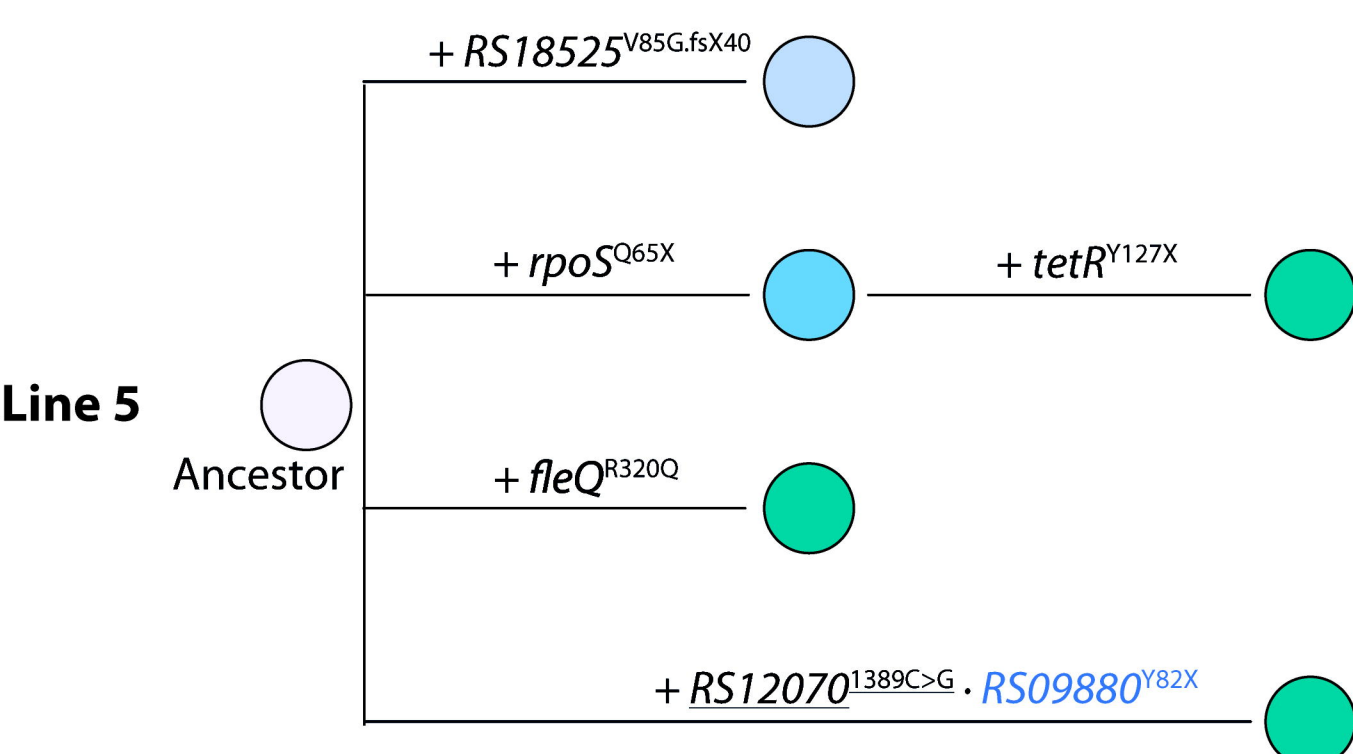 + RS18525V85G.fsX40
+ rpoSQ65X
+ tetRY127X
Line 5
Ancestor
+ fleQR320Q
+ RS120701389C>G · RS09880Y82X